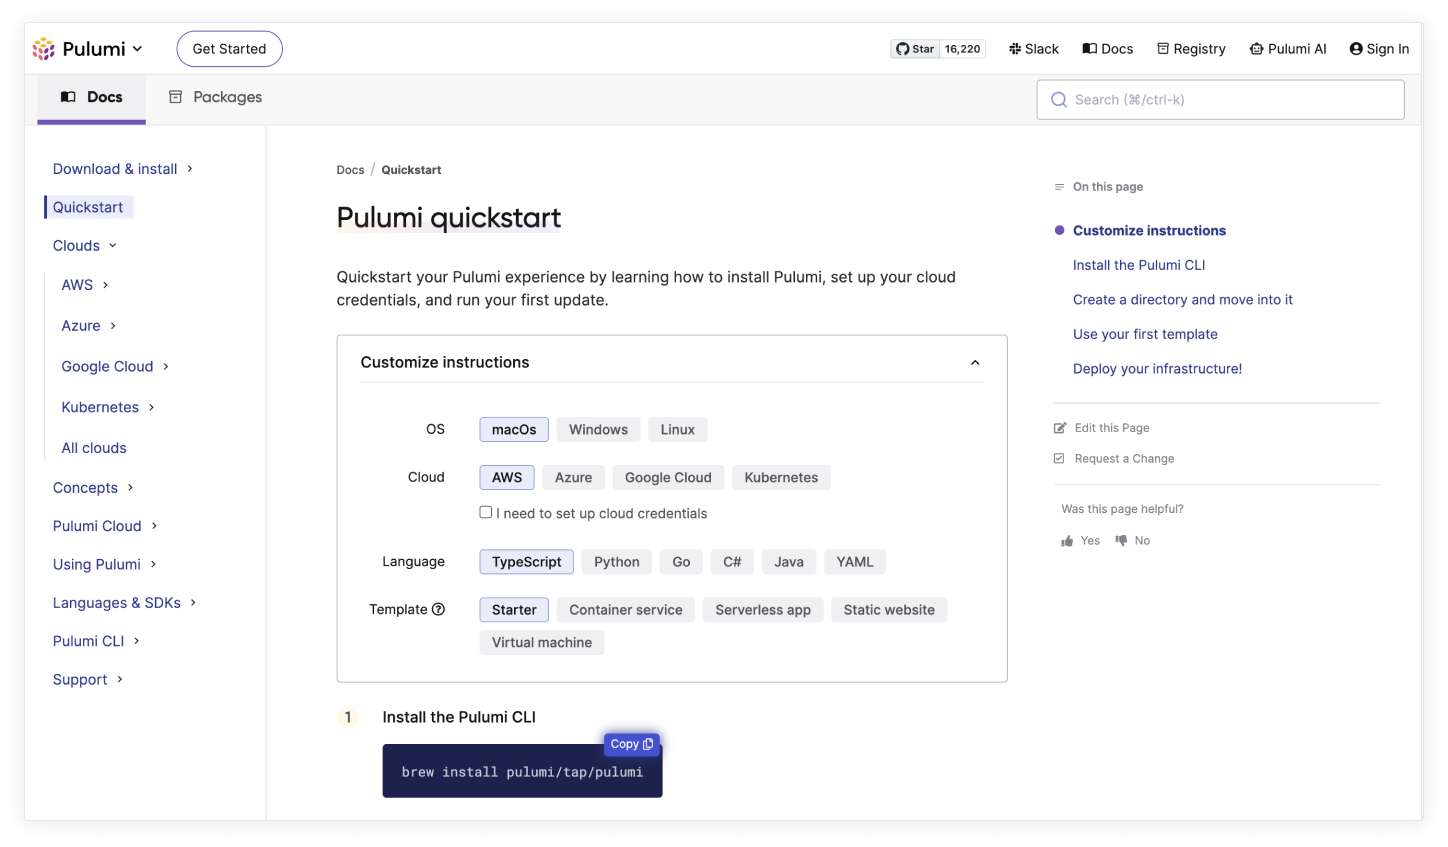 Pulumi
Get Started
Star 16,220
Slack
Docs
Registry
Pulumi AI
Sign In
Docs
Packages
Search (⌘/ctrl-k)
Download & install
Quickstart
Clouds
AWS
Azure
Google Cloud
Kubernetes
All clouds
Concepts
Pulumi Cloud
Using Pulumi
Languages & SDKs
Pulumi CLI
Support
Docs / Quickstart
Pulumi quickstart
Quickstart your Pulumi experience by learning how to install Pulumi, set up your cloud
credentials, and run your first update.
Customize instructions
OS macOs Windows Linux
Cloud AWS Azure Google Cloud Kubernetes
I need to set up cloud credentials
Language TypeScript Python Go C# Java YAML
Template Starter Container service Serverless app Static website
Virtual machine
1 Install the Pulumi CLI
Copy
brew install pulumi/tap/pulumi
On this page
Customize instructions
Install the Pulumi CLI
Create a directory and move into it
Use your first template
Deploy your infrastructure!
Edit this Page
Request a Change
Was this page helpful?
Yes No